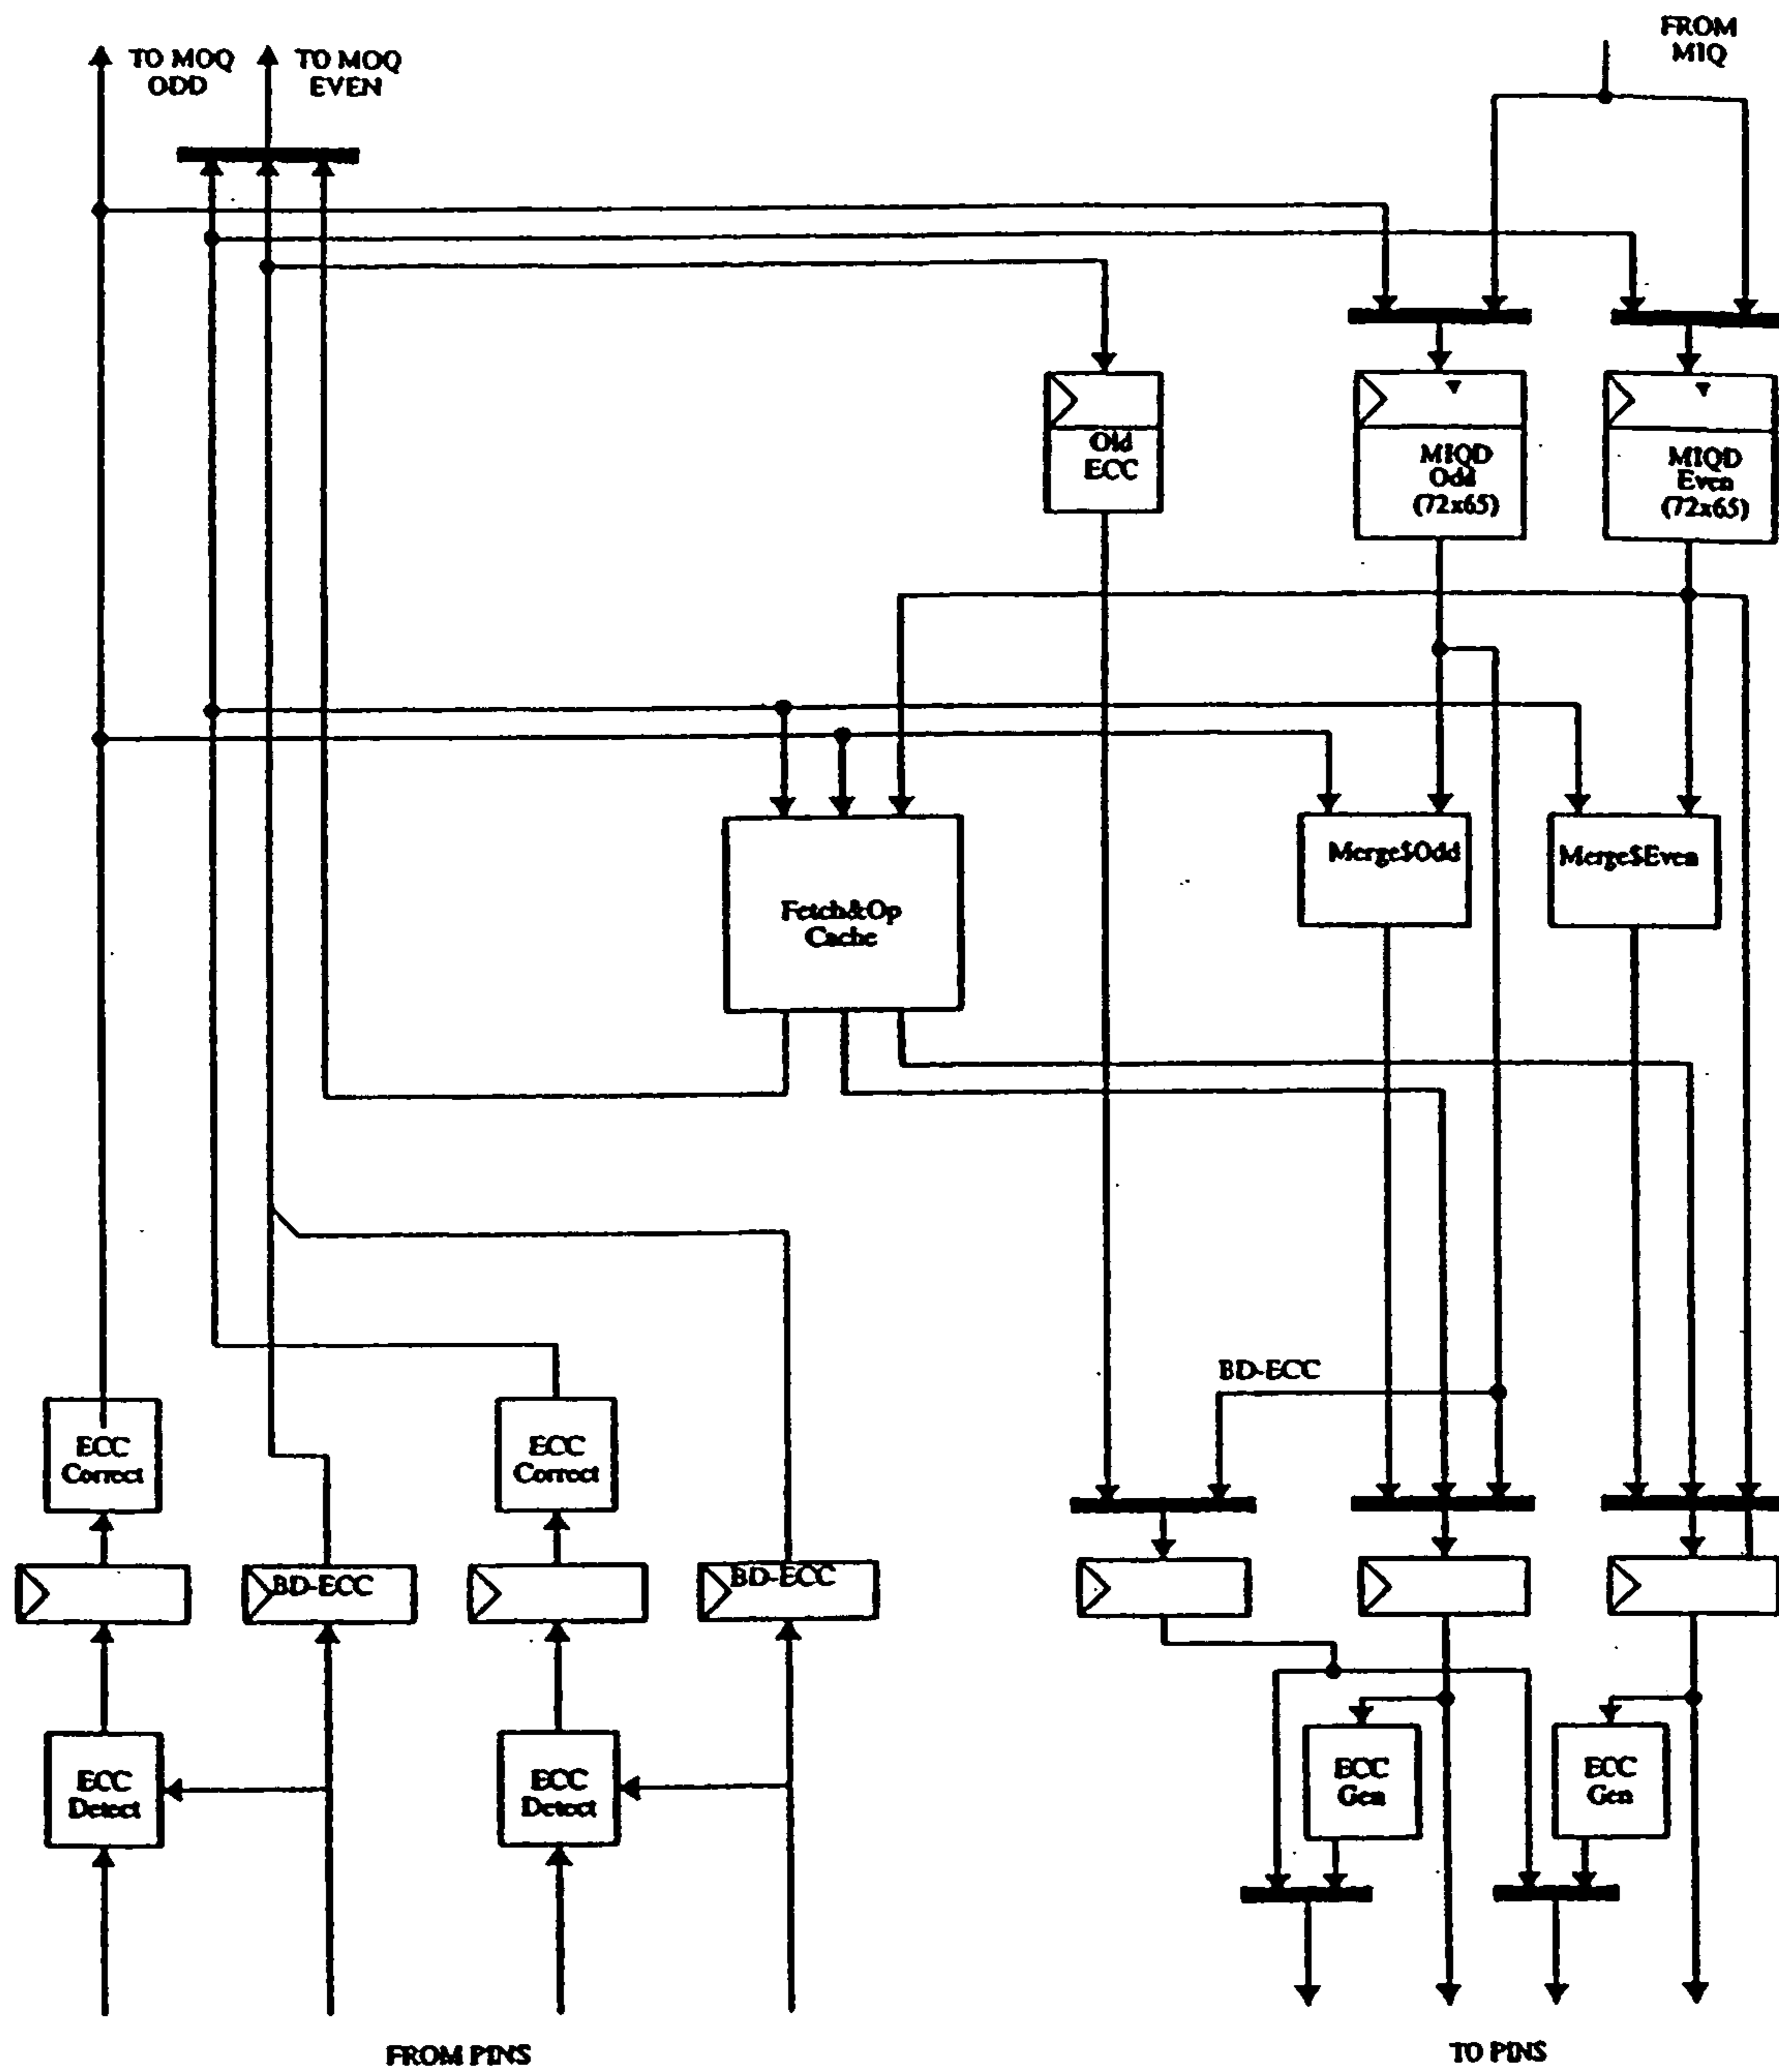 FROM
MIQ
TO MOQ
ODD
TO MOQ
EVEN
Old
ECC
MIQD
Odd
(72x65)
MIQD
Even
(72x65)
Merge$Odd
Merge$Even
Fetch&Op
Cache
BD-ECC
ECC
Correct
ECC
Correct
BD-ECC
BD-ECC
ECC
Detect
ECC
Detect
ECC
Gen
ECC
Gen
FROM PINS
TO PINS